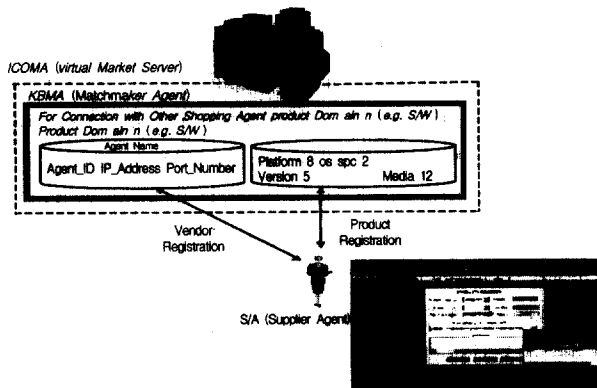 ICOMA (virtual Market Server)
KBMA (Matchmaker Agent)
For Connection with Other Shopping Agent product Dom ain n (e.g. S/W)
Product Dom ain n (e.g. S/W)
Agent Name
Agent_ID IP_Address Port_Number
Platform 8 os spc 2
Version 5 Media 12
Vendor
Registration
Product
Registration
S/A (Supplier Agent)